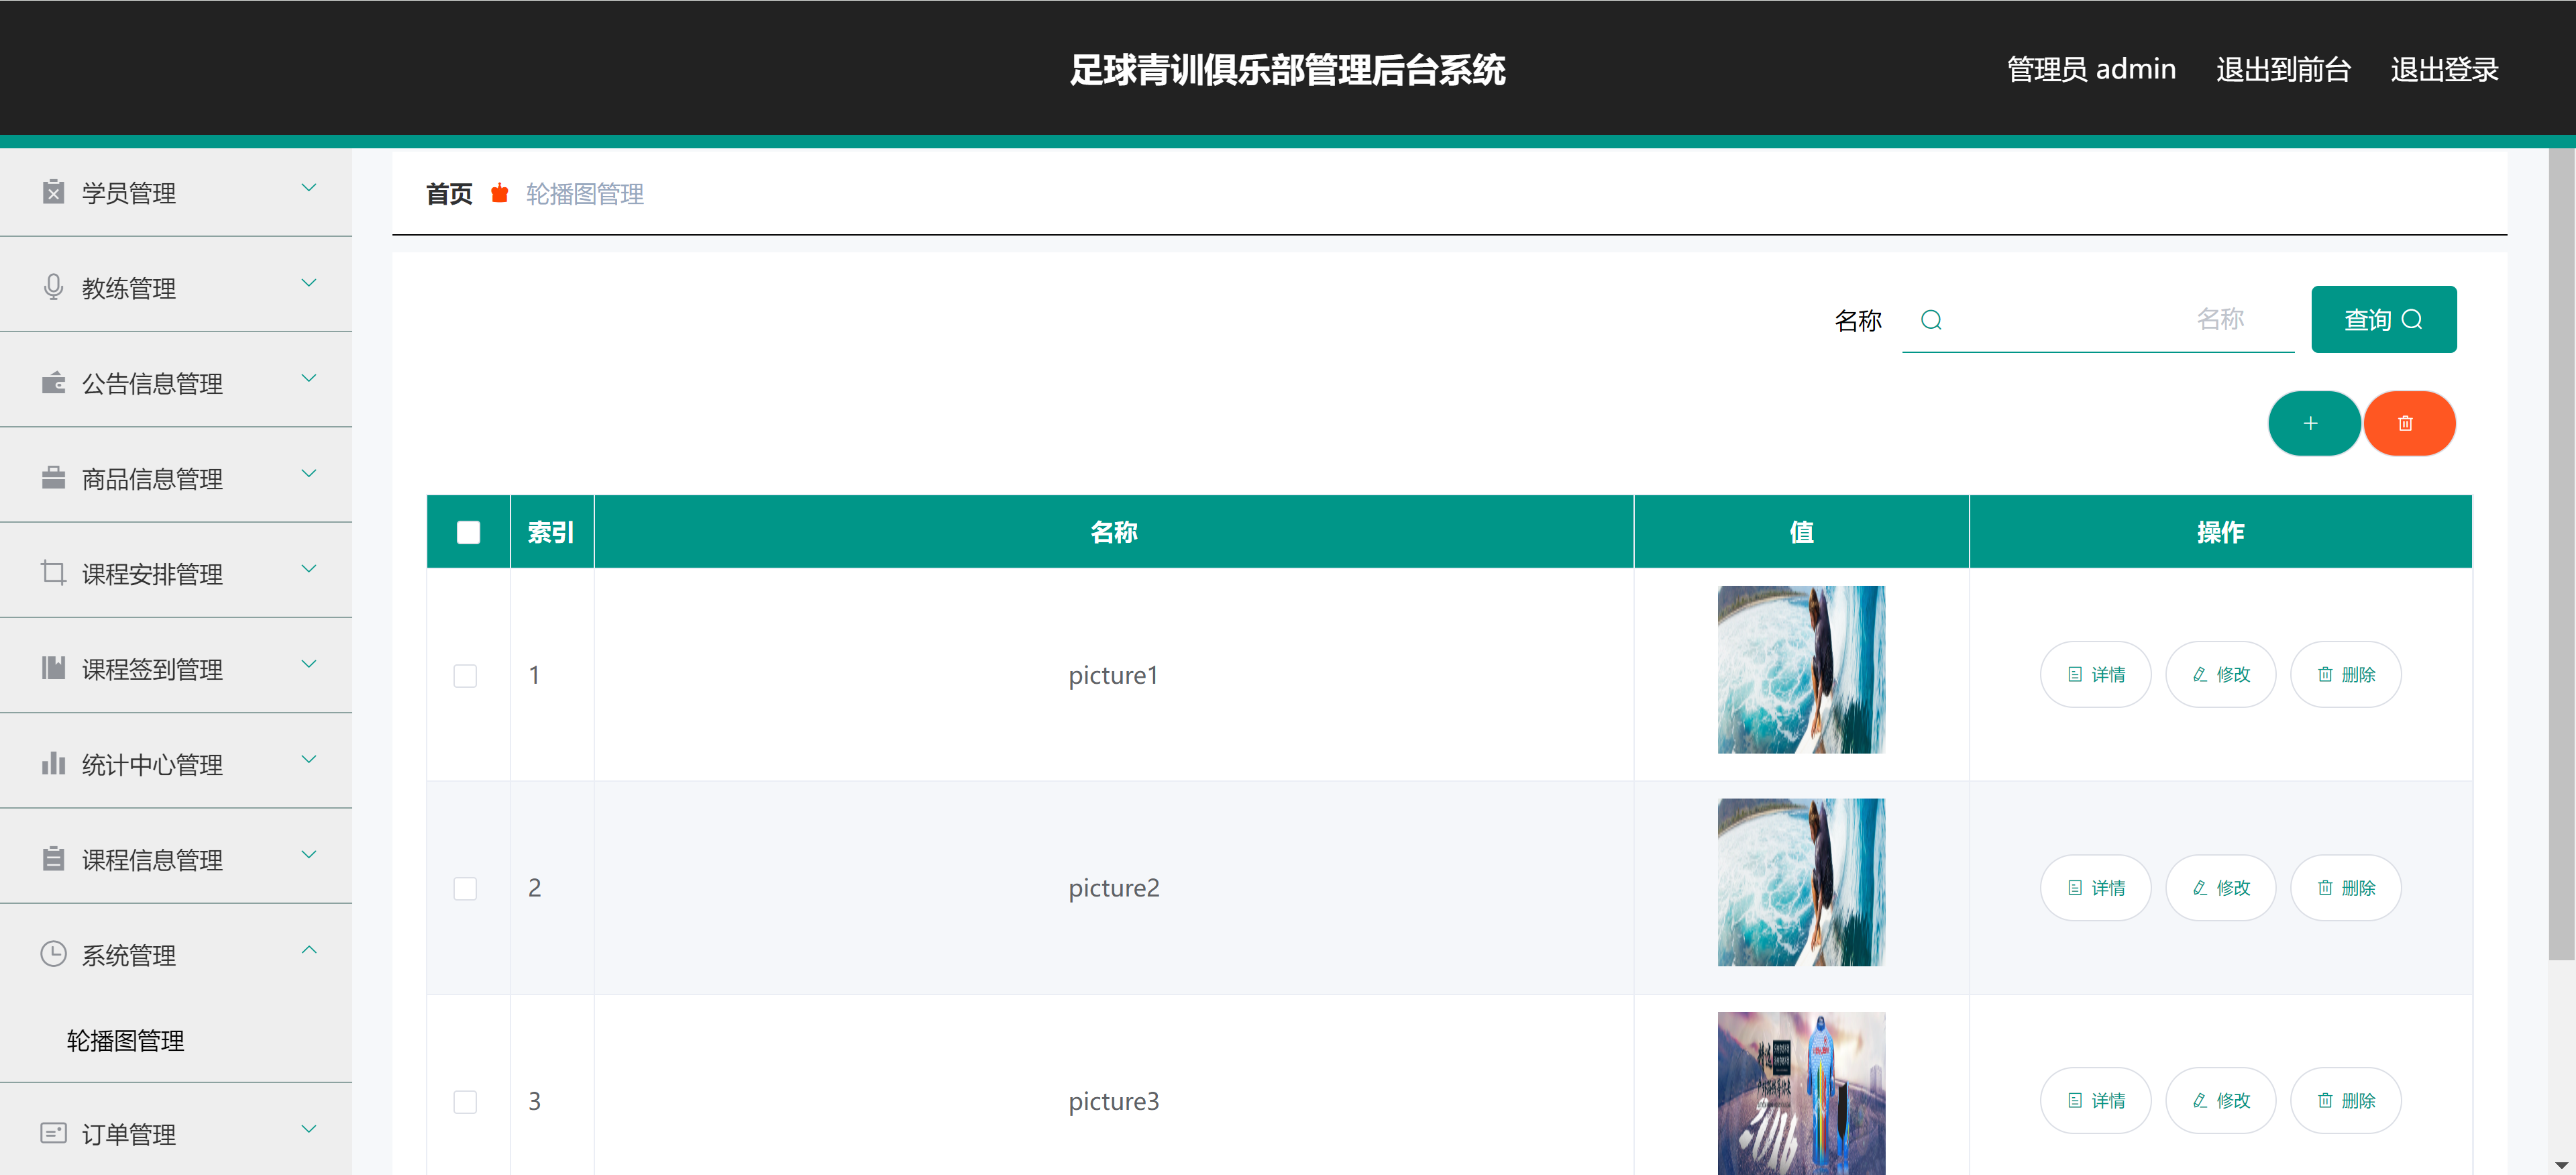 足球青训俱乐部管理后台系统
管理员 admin 退出到前台 退出登录
学员管理
教练管理
公告信息管理
商品信息管理
课程安排管理
课程签到管理
统计中心管理
课程信息管理
系统管理
轮播图管理
订单管理
首页 轮播图管理
名称 名称 查询
索引 名称 值 操作
1 picture1 详情 修改 删除
2 picture2 详情 修改 删除
3 picture3 详情 修改 删除